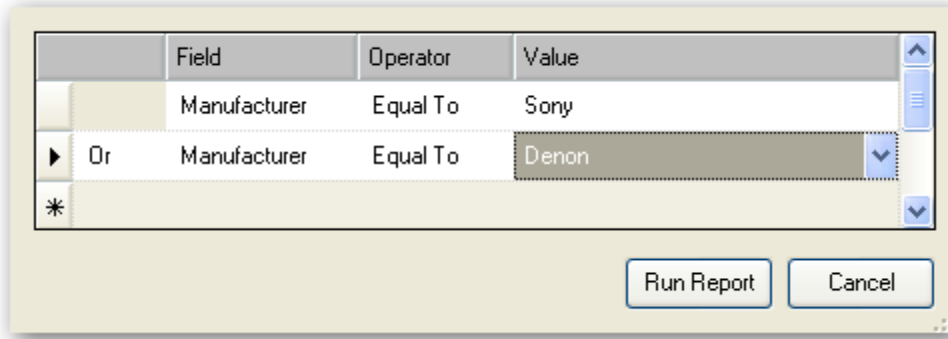 Field Operator Value
Manufacturer Equal To Sony
Or Manufacturer Equal To Denon
Run Report Cancel